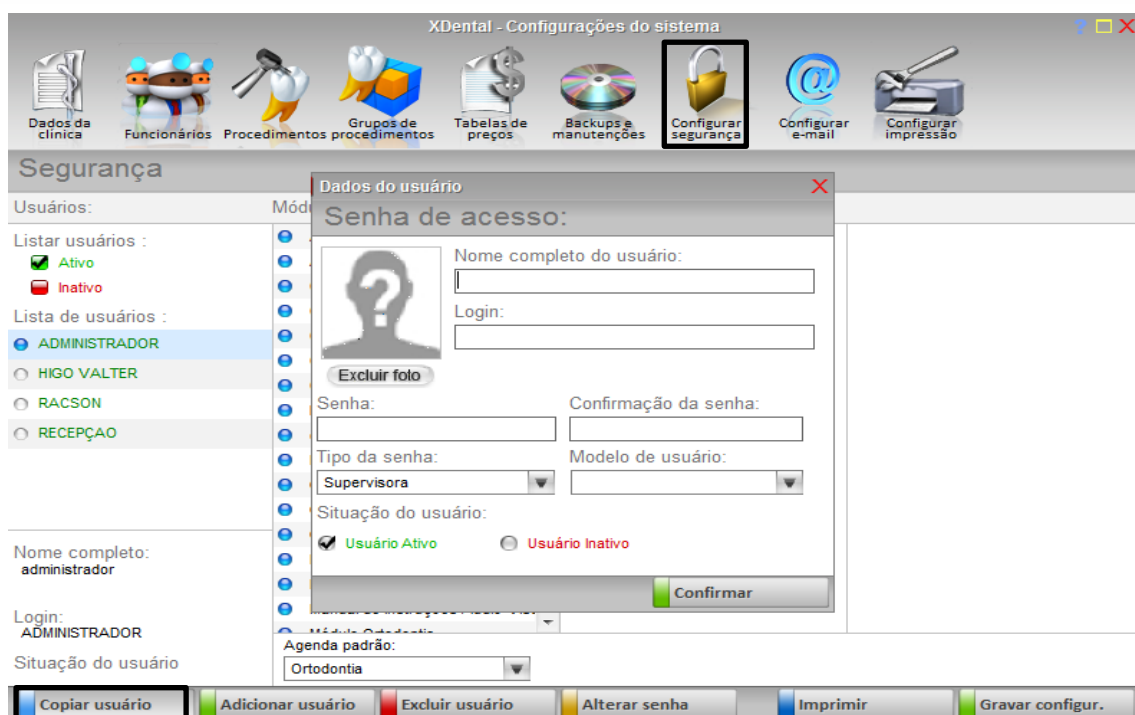 XDental - Configurações do sistema
Dados da clínica
Funcionários
Procedimentos
Grupos de procedimentos
Tabelas de preços
Backups e manutenções
Configurar segurança
Configurar e-mail
Configurar impressão
Segurança
Usuários:
Listar usuários :
Ativo
Inativo
Lista de usuários :
ADMINISTRADOR
HIGO VALTER
RACSON
RECEPÇAO
Nome completo:
administrador
Login:
ADMINISTRADOR
Situação do usuário
Dados do usuário
Senha de acesso:
Nome completo do usuário:
Login:
Excluir foto
Senha:
Confirmação da senha:
Tipo da senha:
Modelo de usuário:
Supervisora
Situação do usuário:
Usuário Ativo
Usuário Inativo
Confirmar
Módulo Ortodontia
Agenda padrão:
Ortodontia
Copiar usuário
Adicionar usuário
Excluir usuário
Alterar senha
Imprimir
Gravar configur.